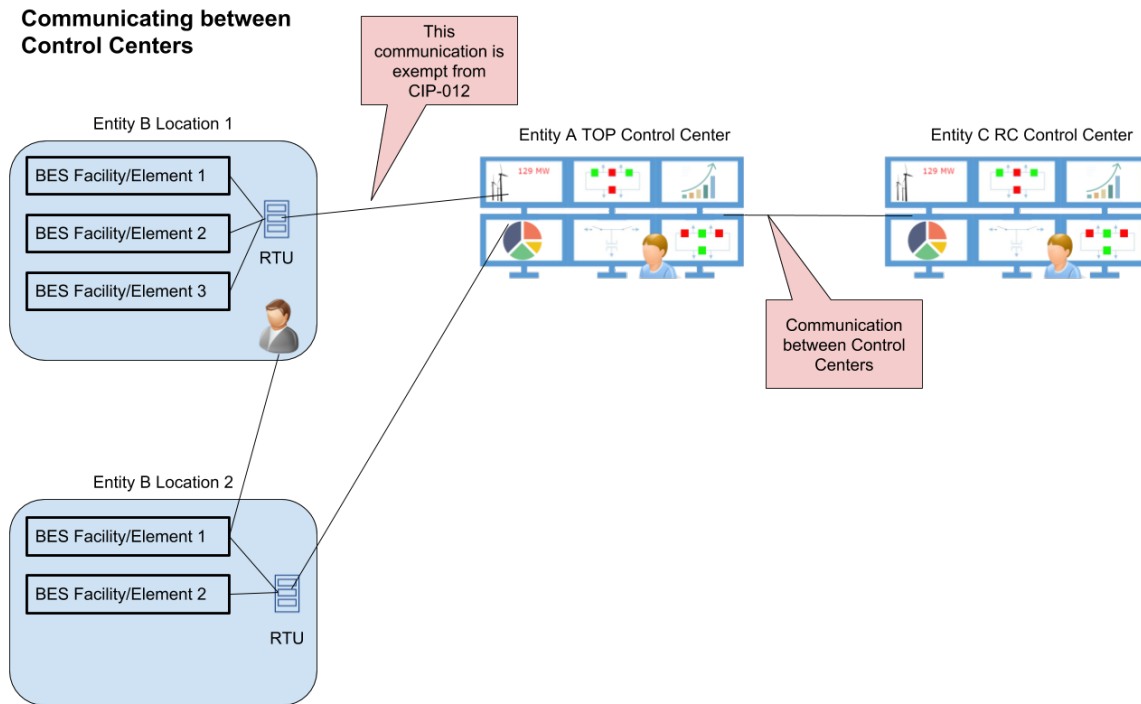 Communicating between
Control Centers
This
communication is
exempt from
CIP-012
Entity B Location 1
BES Facility/Element 1
BES Facility/Element 2
BES Facility/Element 3
RTU
Entity A TOP Control Center
129 MW
Entity C RC Control Center
129 MW
Communication
between Control
Centers
Entity B Location 2
BES Facility/Element 1
BES Facility/Element 2
RTU